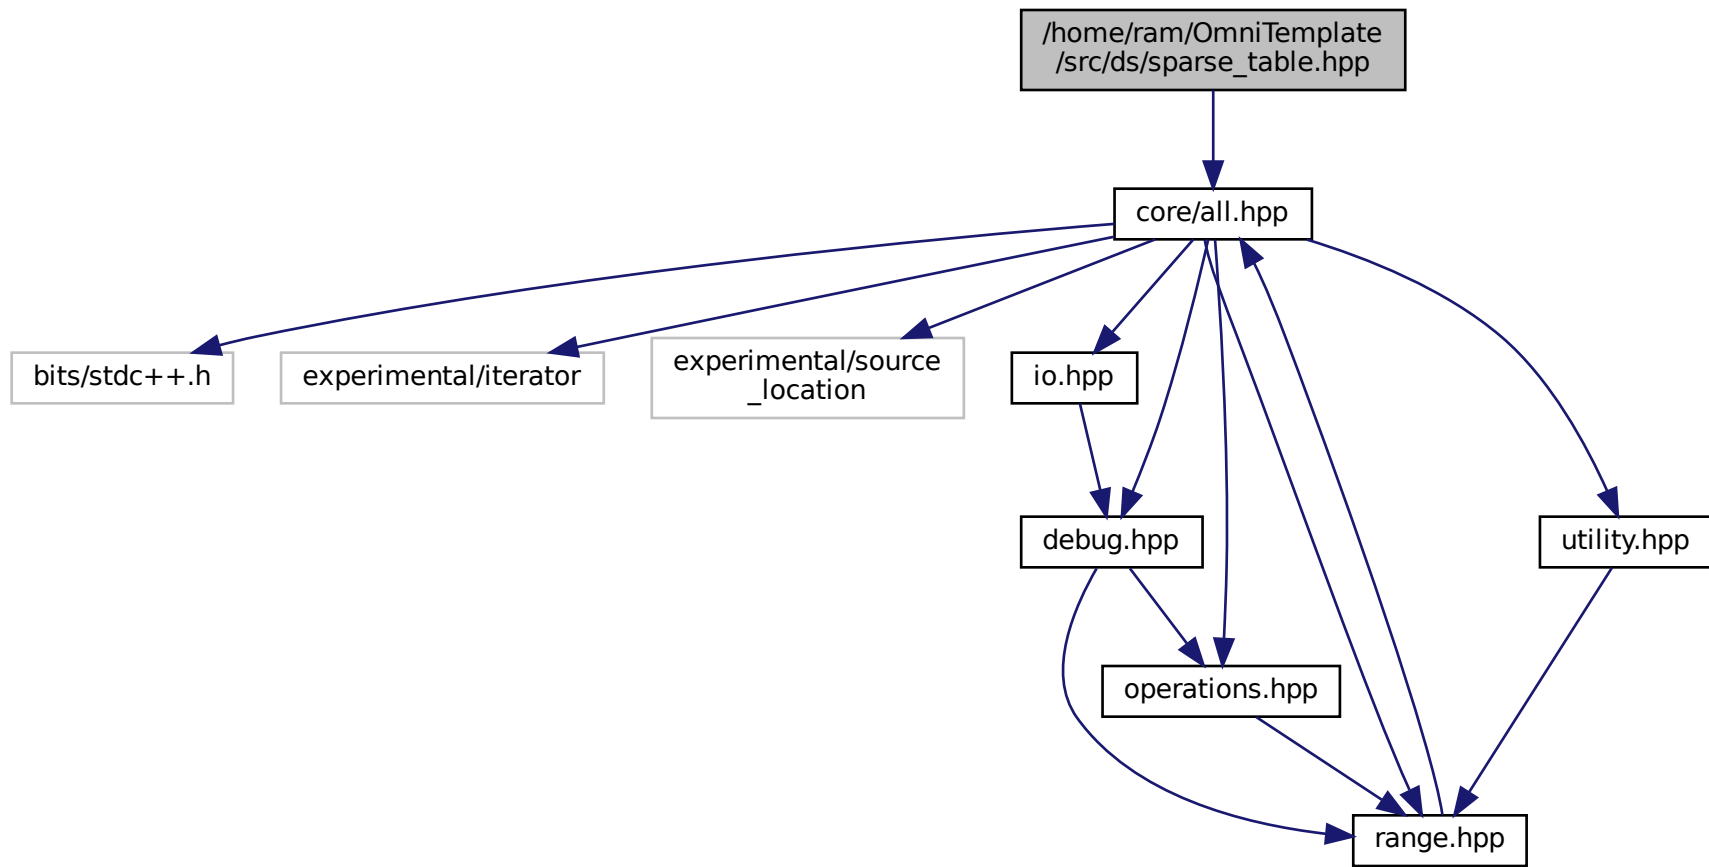 /home/ram/OmniTemplate
/src/ds/sparse_table.hpp
core/all.hpp
bits/stdc++.h
experimental/iterator
experimental/source
_location
io.hpp
debug.hpp
utility.hpp
operations.hpp
range.hpp